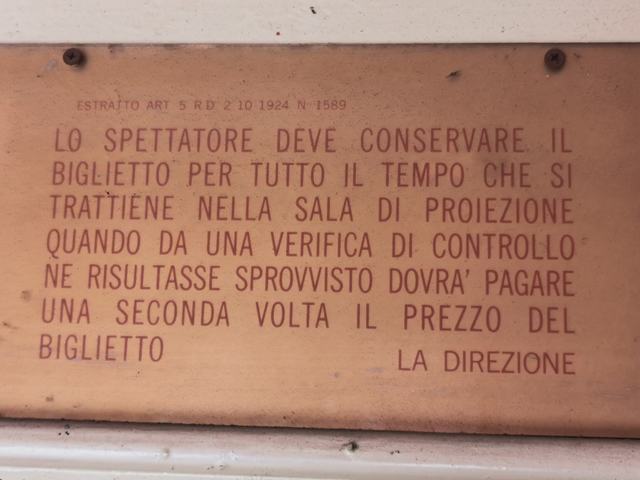 ESTRATTO ART 5 R D 2 10 1924 N 1589
LO SPETTATORE DEVE CONSERVARE IL
BIGLIETTO PER TUTTO IL TEMPO CHE SI
TRATTIENE NELLA SALA DI PROIEZIONE
QUANDO DA UNA VERIFICA DI CONTROLLO
NE RISULTASSE SPROVVISTO DOVRA' PAGARE
UNA SECONDA VOLTA IL PREZZO DEL
BIGLIETTO
LA DIREZIONE